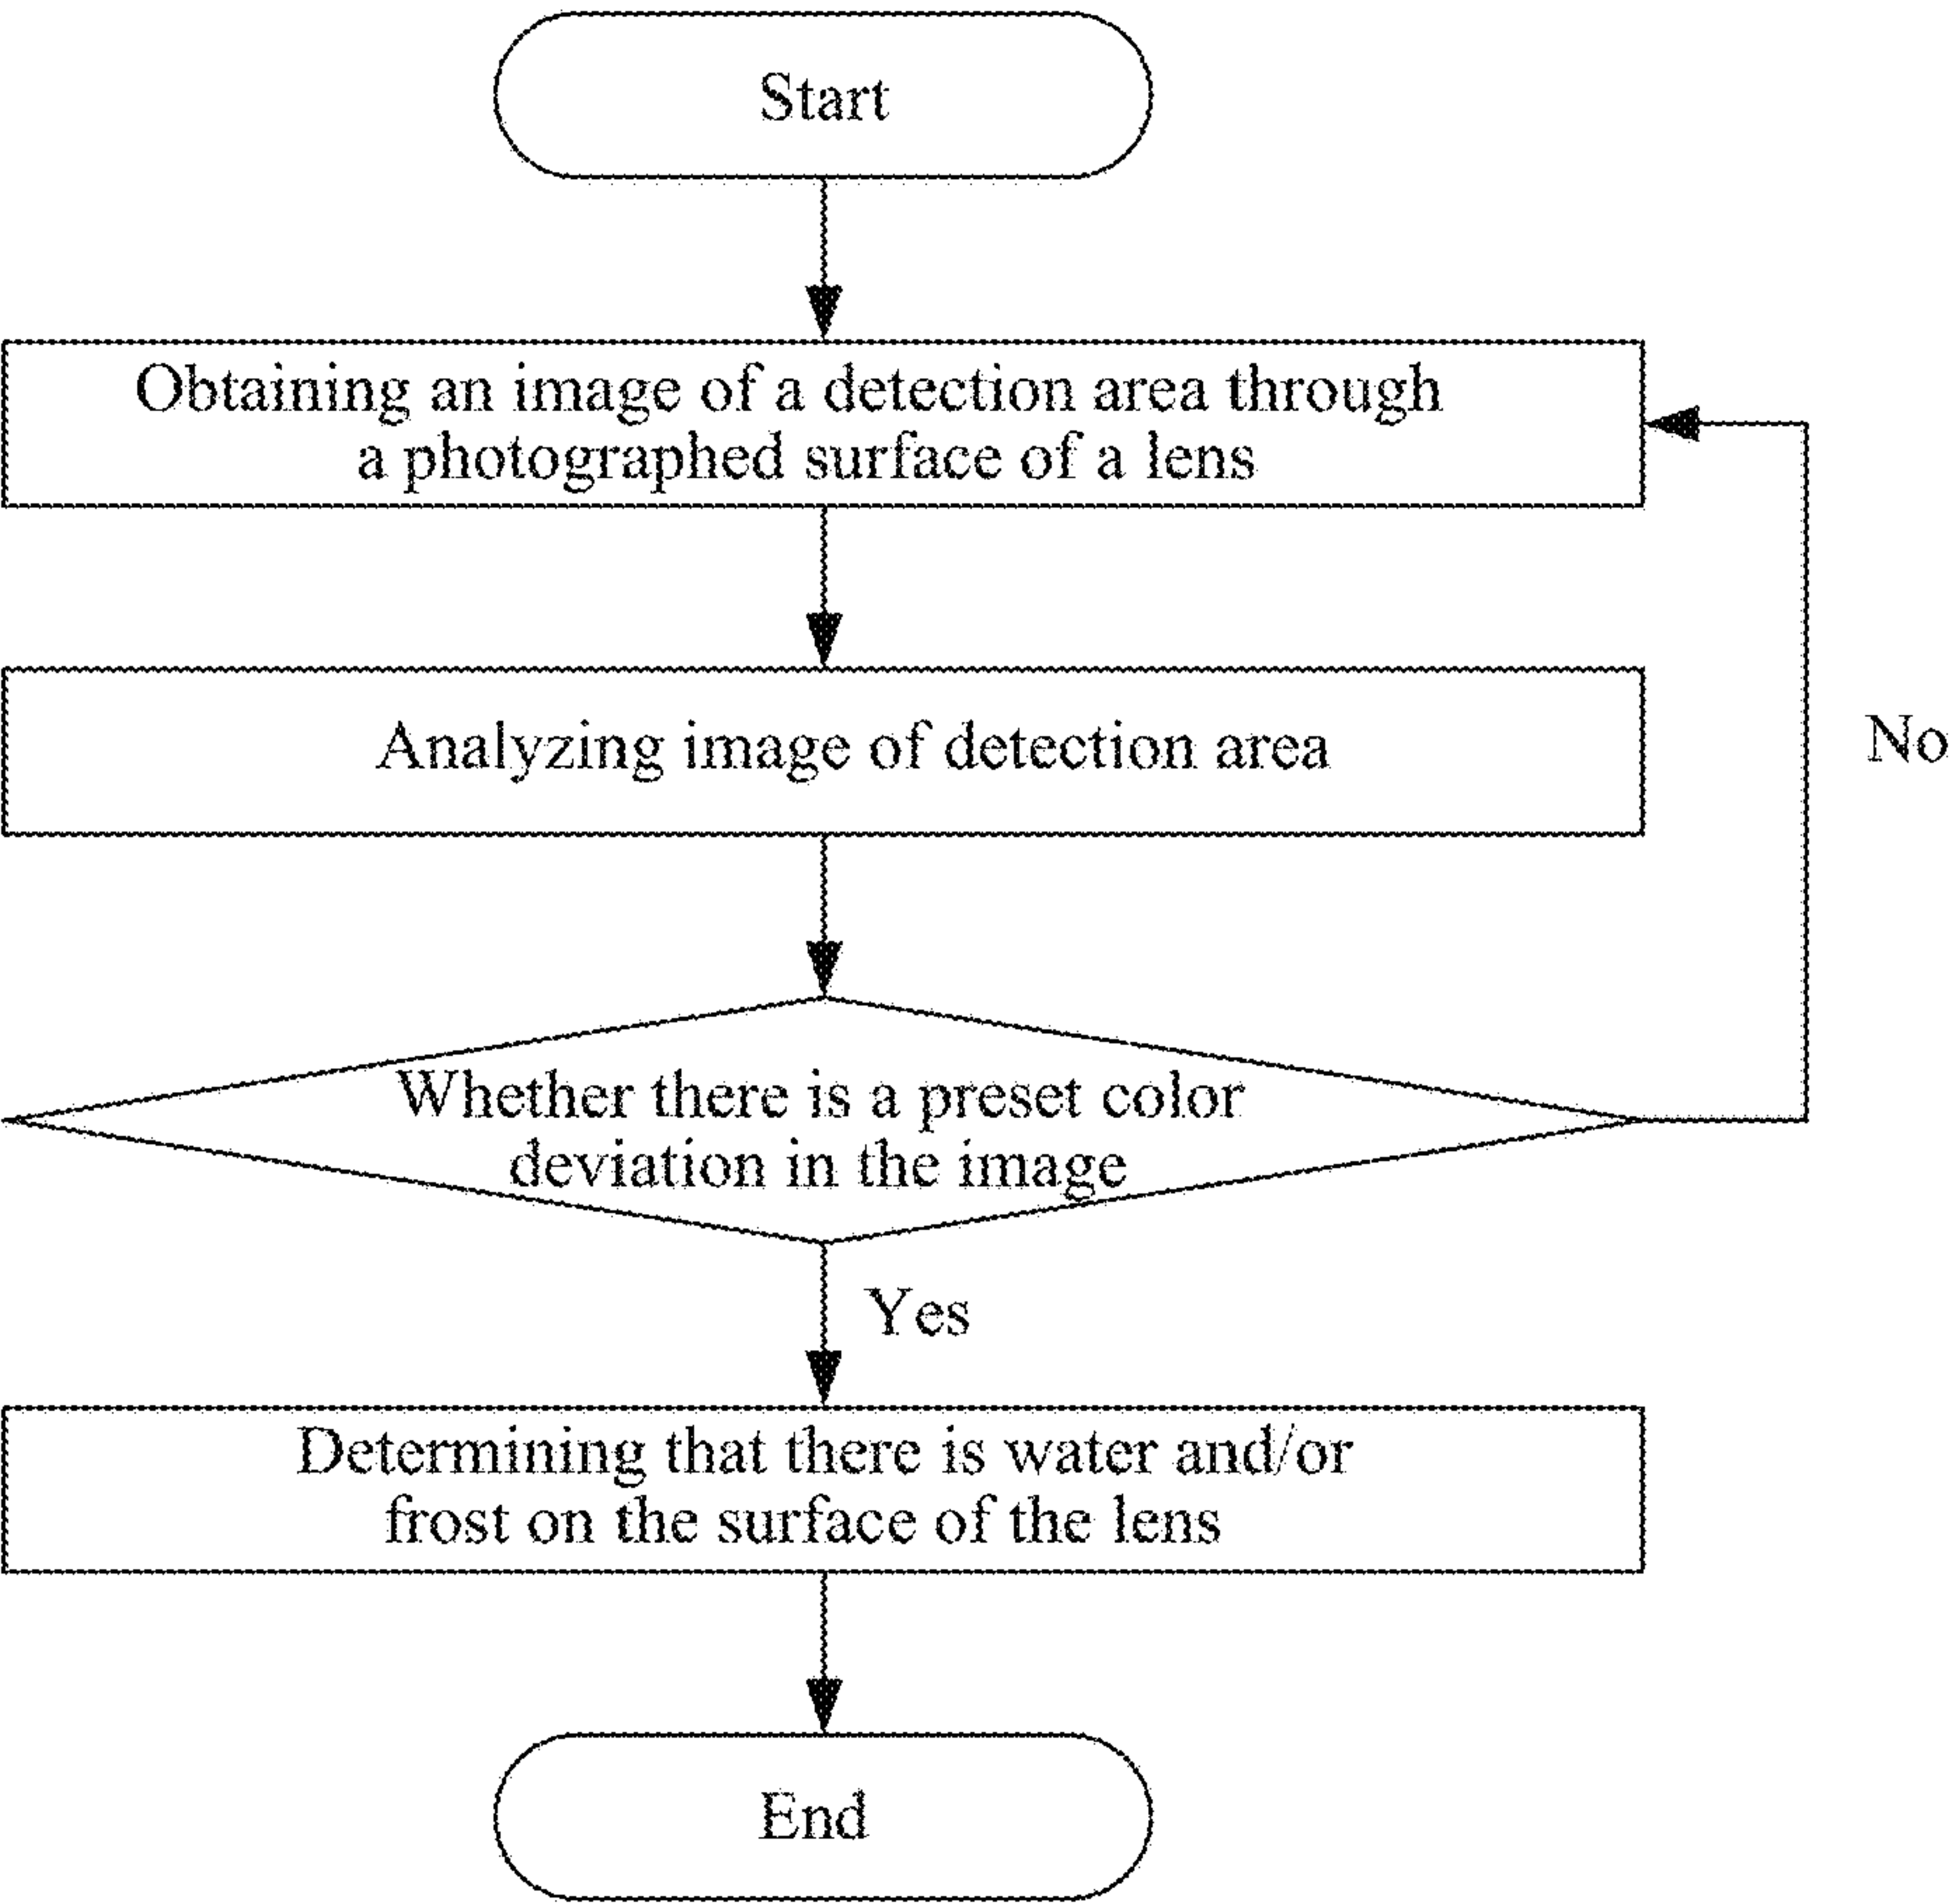 Start
Obtaining an image of a detection area through
a photographed surface of a lens
Analyzing image of detection area
No
Whether there is a preset color
deviation in the image
Yes
Determining that there is water and/or
frost on the surface of the lens
End